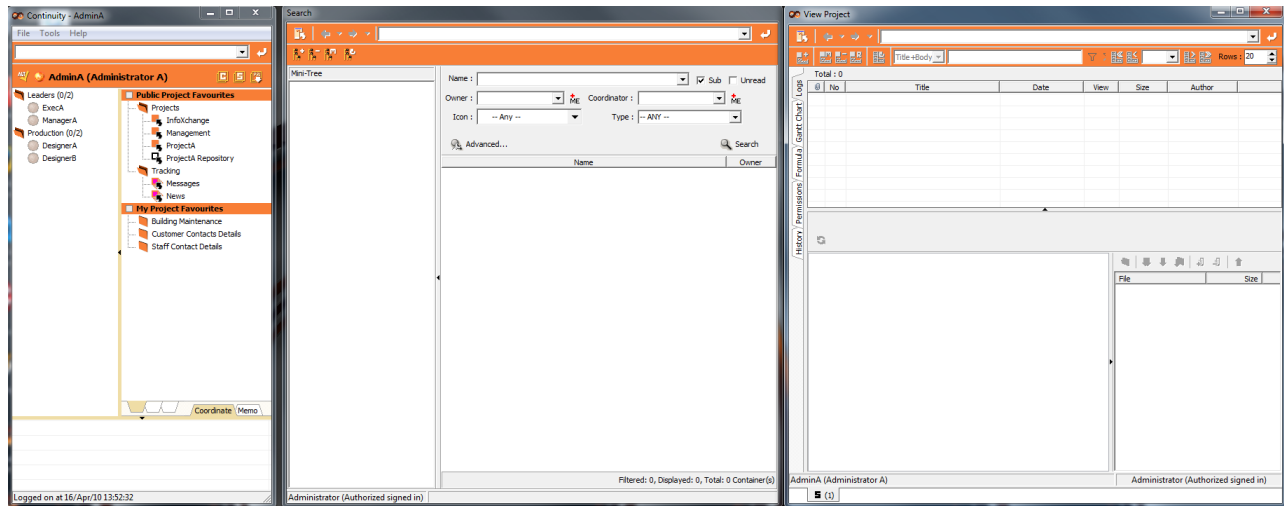 Continuity - AdminA
File Tools Help
AdminA (Administrator A)
Leaders (0/2)
ExecA
ManagerA
Production (0/2)
DesignerA
DesignerB
Public Project Favourites
Projects
InfoXchange
Management
ProjectA
ProjectA Repository
Tracking
Messages
News
My Project Favourites
Building Maintenance
Customer Contacts Details
Staff Contact Details
Coordinate Memo
Logged on at 16/Apr/10 13:52:32
Search
Mini-Tree
Name : Sub Unread
Owner : ME Coordinator : ME
Icon : -- Any -- Type : -- ANY --
Advanced... Search
Name Owner
Filtered: 0, Displayed: 0, Total: 0 Container(s)
Administrator (Authorized signed in)
View Project
Title+Body Rows : 20
Total : 0
No Title Date View Size Author
Logs
Gantt Chart
Formula
Permissions
History
File Size
AdminA (Administrator A) Administrator (Authorized signed in)
S (1)